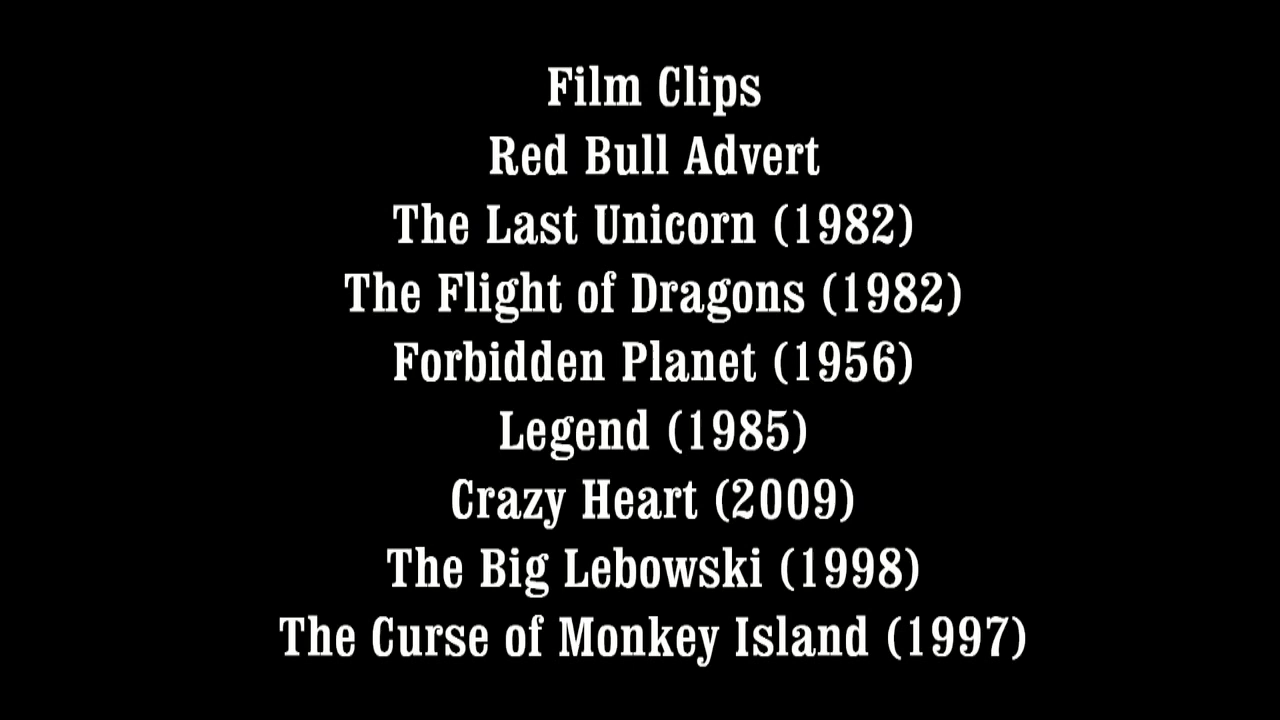 Film Clips
Red Bull Advert
The Last Unicorn (1982)
The Flight of Dragons (1982)
Forbidden Planet (1956)
Legend (1985)
Crazy Heart (2009)
The Big Lebowski (1998)
The Curse of Monkey Island (1997)